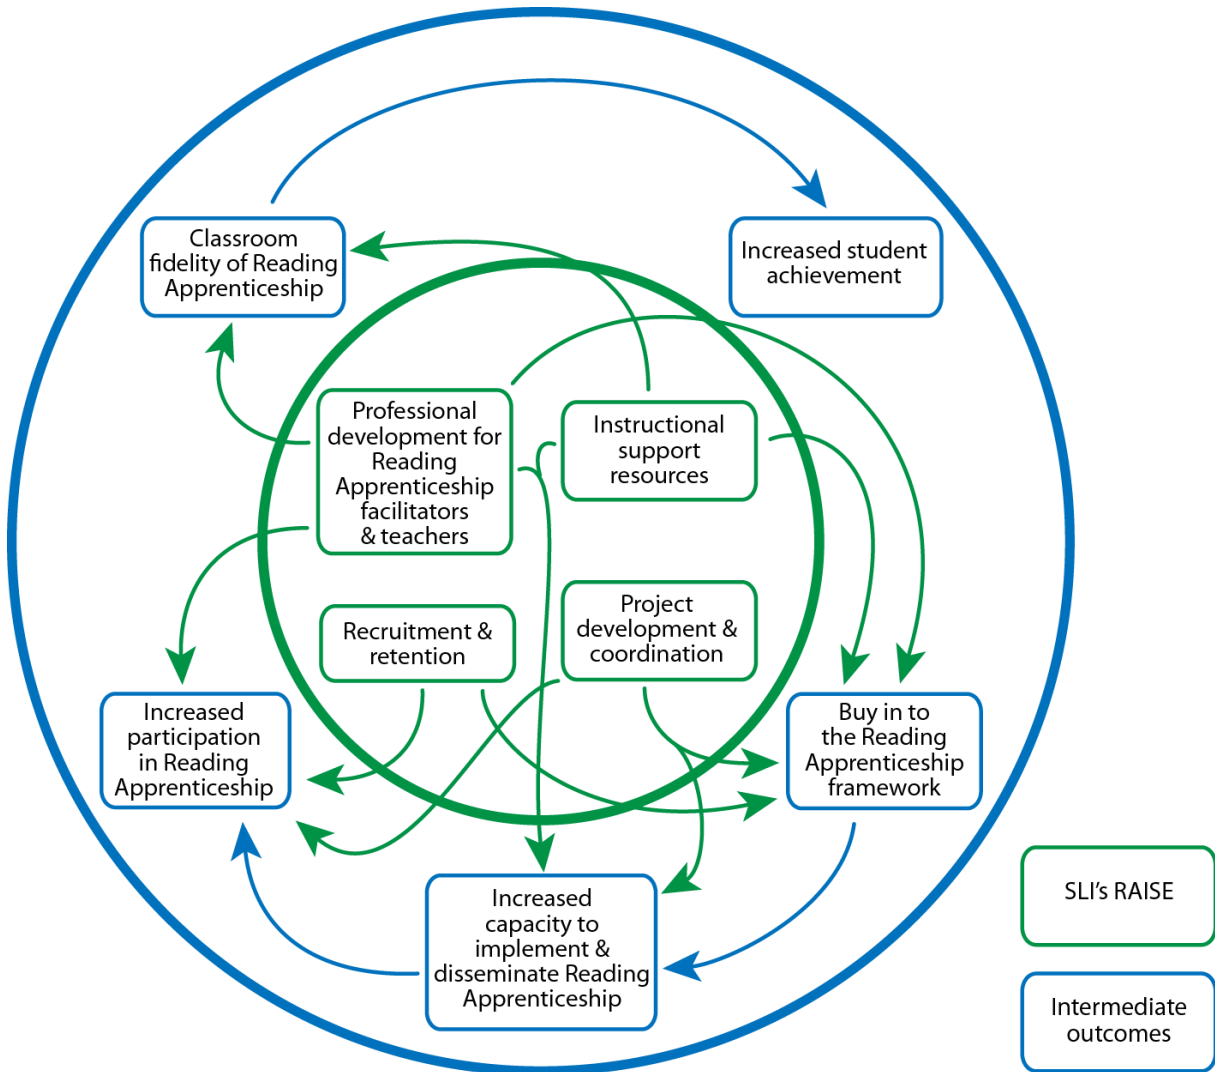 Classroom
fidelity of Reading
Apprenticeship
Increased student
achievement
Professional
development for
Reading
Apprenticeship
facilitators
& teachers
Instructional
support
resources
Recruitment &
retention
Project
development &
coordination
Increased
participation
in Reading
Apprenticeship
Buy in to
the Reading
Apprenticeship
framework
Increased
capacity to
implement &
disseminate Reading
Apprenticeship
SLI's RAISE
Intermediate
outcomes